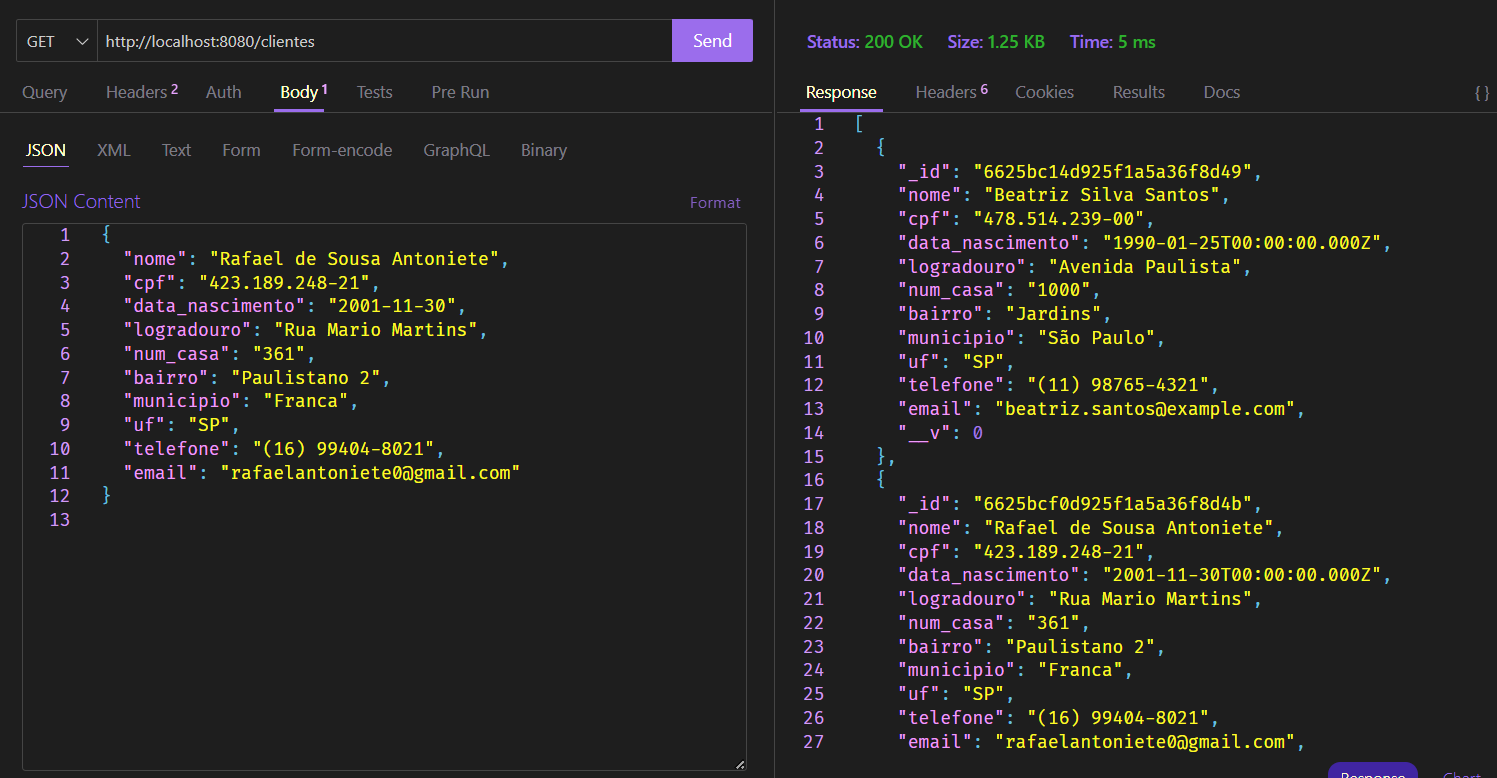 GET http://localhost:8080/clientes Send
Query Headers 2 Auth Body 1 Tests Pre Run
JSON XML Text Form Form-encode GraphQL Binary
JSON Content Format
1 {
2 "nome": "Rafael de Sousa Antoniete",
3 "cpf": "423.189.248-21",
4 "data_nascimento": "2001-11-30",
5 "logradouro": "Rua Mario Martins",
6 "num_casa": "361",
7 "bairro": "Paulistano 2",
8 "municipio": "Franca",
9 "uf": "SP",
10 "telefone": "(16) 99404-8021",
11 "email": "rafaelantoniete0@gmail.com"
12 }
13
Status: 200 OK Size: 1.25 KB Time: 5 ms
Response Headers 6 Cookies Results Docs { }
1 [
2 {
3 "_id": "6625bc14d925f1a5a36f8d49",
4 "nome": "Beatriz Silva Santos",
5 "cpf": "478.514.239-00",
6 "data_nascimento": "1990-01-25T00:00:00.000Z",
7 "logradouro": "Avenida Paulista",
8 "num_casa": "1000",
9 "bairro": "Jardins",
10 "municipio": "São Paulo",
11 "uf": "SP",
12 "telefone": "(11) 98765-4321",
13 "email": "beatriz.santos@example.com",
14 "__v": 0
15 },
16 {
17 "_id": "6625bcf0d925f1a5a36f8d4b",
18 "nome": "Rafael de Sousa Antoniete",
19 "cpf": "423.189.248-21",
20 "data_nascimento": "2001-11-30T00:00:00.000Z",
21 "logradouro": "Rua Mario Martins",
22 "num_casa": "361",
23 "bairro": "Paulistano 2",
24 "municipio": "Franca",
25 "uf": "SP",
26 "telefone": "(16) 99404-8021",
27 "email": "rafaelantoniete0@gmail.com",
Response Chart